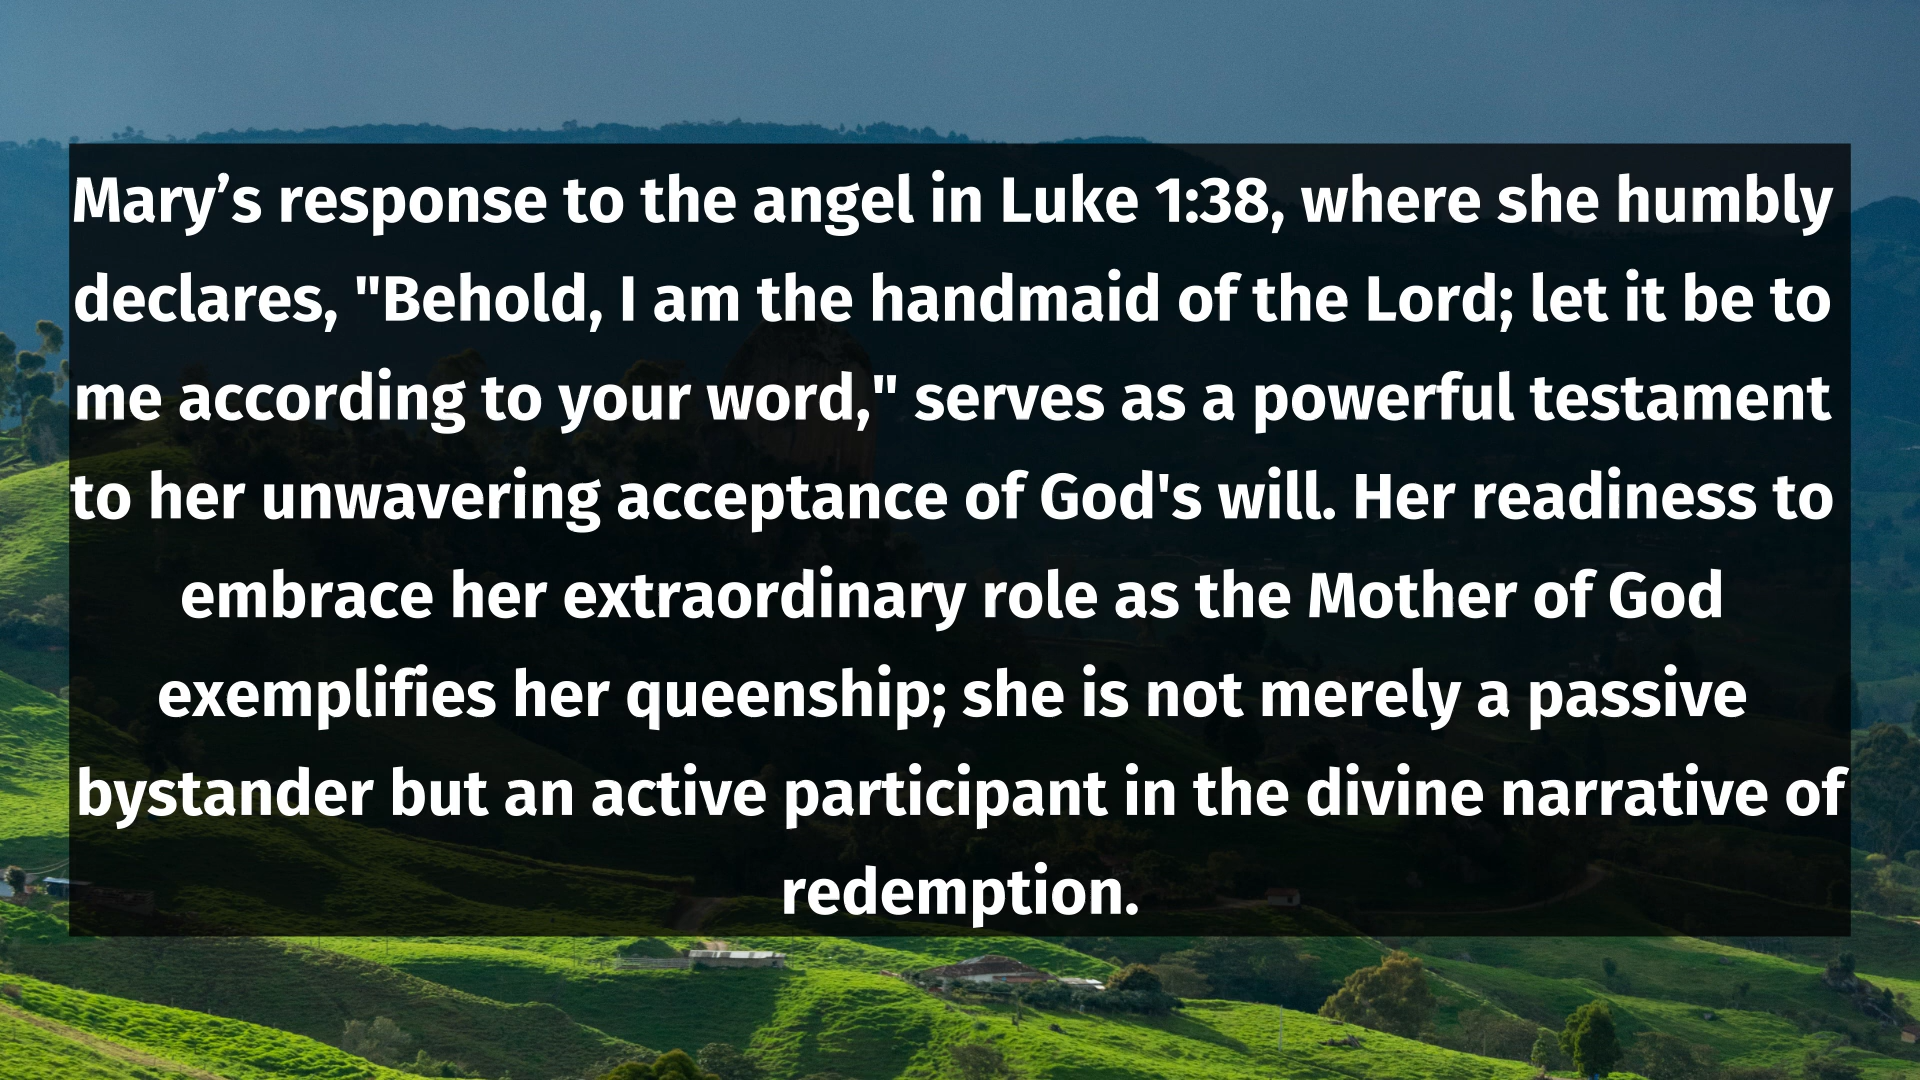 Mary’s response to the angel in Luke 1:38, where she humbly
declares, "Behold, I am the handmaid of the Lord; let it be to
me according to your word," serves as a powerful testament
to her unwavering acceptance of God's will. Her readiness to
embrace her extraordinary role as the Mother of God
exemplifies her queenship; she is not merely a passive
bystander but an active participant in the divine narrative of
redemption.